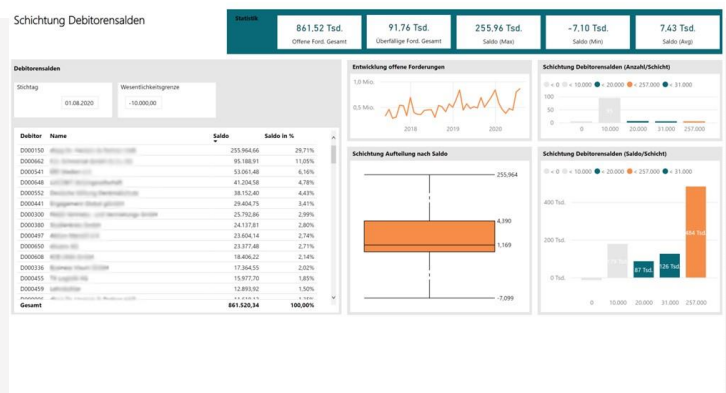 Schichtung Debitorensalden
Statistik
861,52 Tsd.
Offene Ford. Gesamt
91,76 Tsd.
Überfällige Ford. Gesamt
255,96 Tsd.
Saldo (Max)
-7,10 Tsd.
Saldo (Min)
7,43 Tsd.
Saldo (Avg)
Debitorensalden
Stichtag
01.08.2020
Wesentlichkeitsgrenze
-10.000,00
Debitor Name Saldo Saldo in %
D000150 255.964,66 29,71%
D000662 95.188,91 11,05%
D000541 53.061,48 6,16%
D000648 41.204,58 4,78%
D000552 38.152,40 4,43%
D000441 29.404,75 3,41%
D000300 25.792,86 2,99%
D000380 24.137,81 2,80%
D000497 23.604,14 2,74%
D000650 23.377,48 2,71%
D000608 18.406,22 2,14%
D000336 17.364,55 2,02%
D000455 15.977,70 1,85%
D000459 12.893,92 1,50%
Gesamt 861.520,34 100,00%
Entwicklung offene Forderungen
1,0 Mio.
0,5 Mio.
2018 2019 2020
Schichtung Aufteilung nach Saldo
255,964
4,390
1,169
-7,099
Schichtung Debitorensalden (Anzahl/Schicht)
< 0 < 10.000 < 20.000 < 257.000 < 31.000
100
50
0
0 10.000 20.000 31.000 257.000
Schichtung Debitorensalden (Saldo/Schicht)
< 0 < 10.000 < 20.000 < 257.000 < 31.000
400 Tsd.
200 Tsd.
0 Tsd.
87 Tsd.
126 Tsd.
484 Tsd.
0 10.000 20.000 31.000 257.000